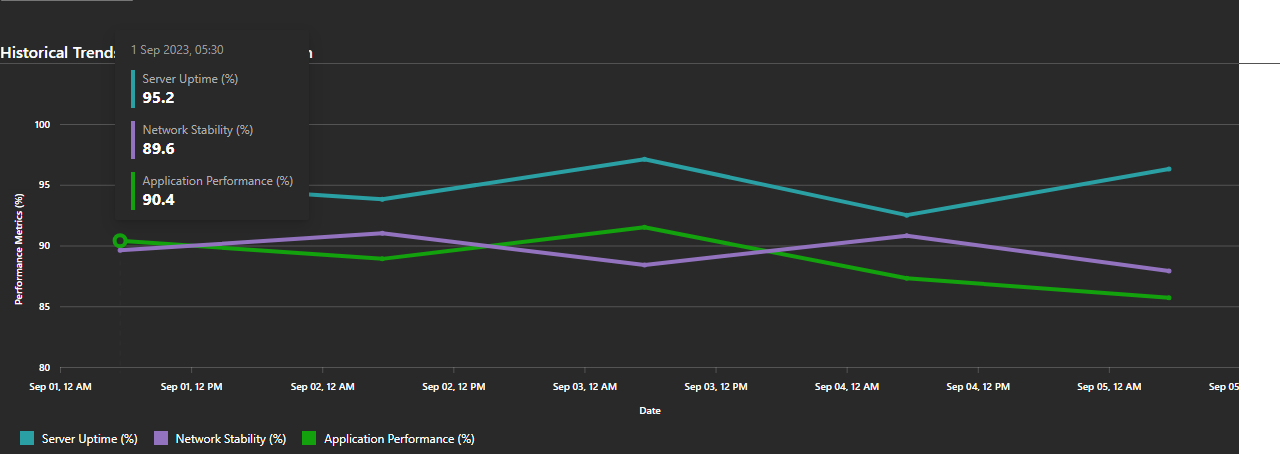 1 Sep 2023, 05:30
Historical Trends
Server Uptime (%)
95.2
Network Stability (%)
89.6
Application Performance (%)
90.4
100
95
90
85
80
Performance Metrics (%)
Sep 01, 12 AM
Sep 01, 12 PM
Sep 02, 12 AM
Sep 02, 12 PM
Sep 03, 12 AM
Sep 03, 12 PM
Sep 04, 12 AM
Sep 04, 12 PM
Sep 05, 12 AM
Sep 05
Date
Server Uptime (%)
Network Stability (%)
Application Performance (%)